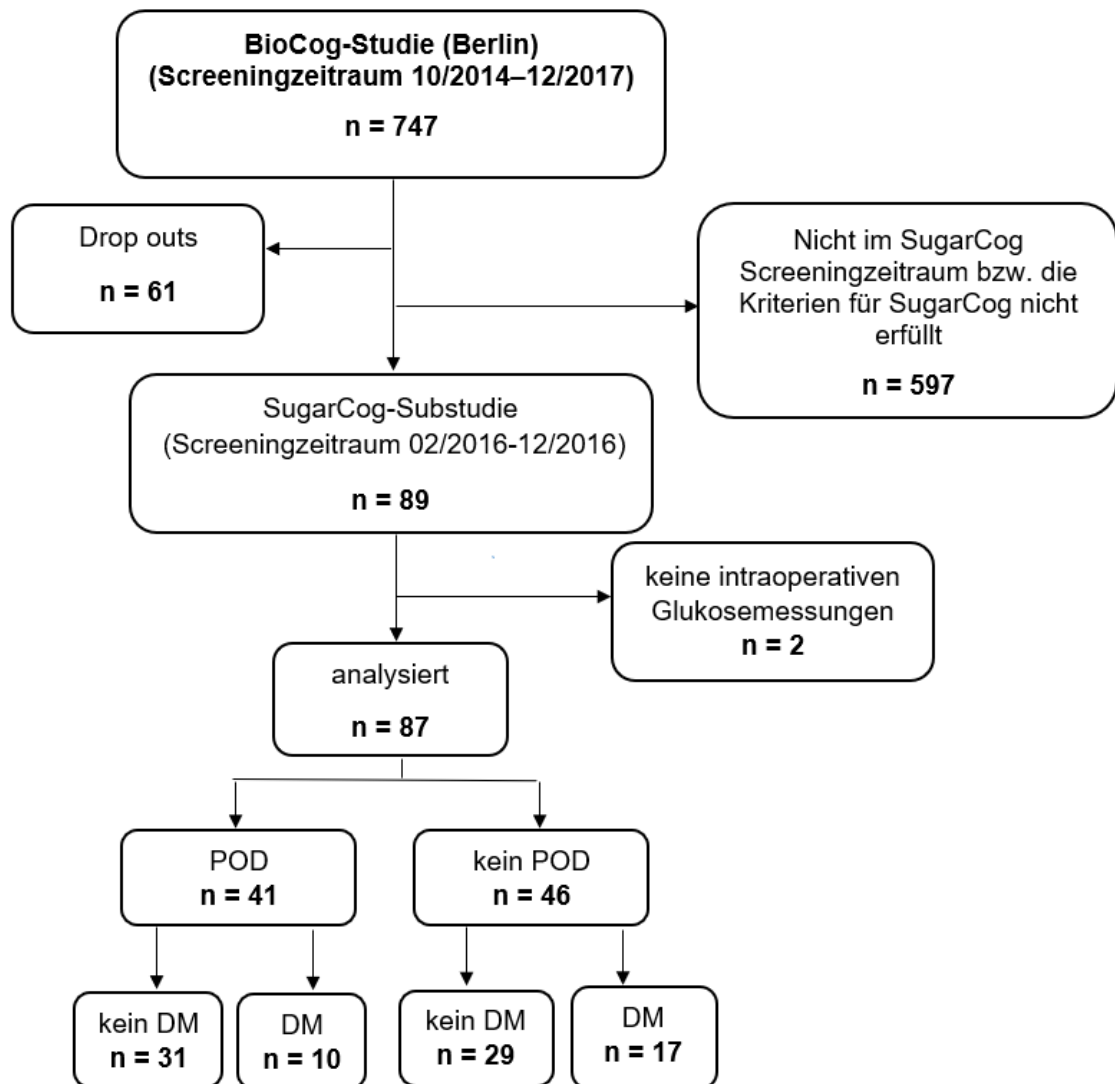 BioCog-Studie (Berlin)
(Screeningzeitraum 10/2014–12/2017)
n = 747
Drop outs
n = 61
Nicht im SugarCog
Screeningzeitraum bzw. die
Kriterien für SugarCog nicht
erfüllt
n = 597
SugarCog-Substudie
(Screeningzeitraum 02/2016-12/2016)
n = 89
keine intraoperativen
Glukosemessungen
n = 2
analysiert
n = 87
POD
n = 41
kein POD
n = 46
kein DM
n = 31
DM
n = 10
kein DM
n = 29
DM
n = 17